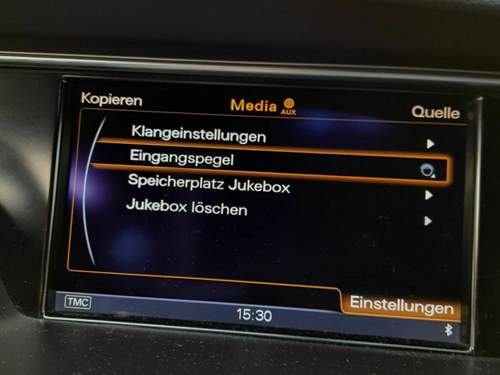 Kopieren
Media AUX
Quelle
Klangeinstellungen
Eingangspegel
Speicherplatz Jukebox
Jukebox löschen
Einstellungen
TMC
15:30